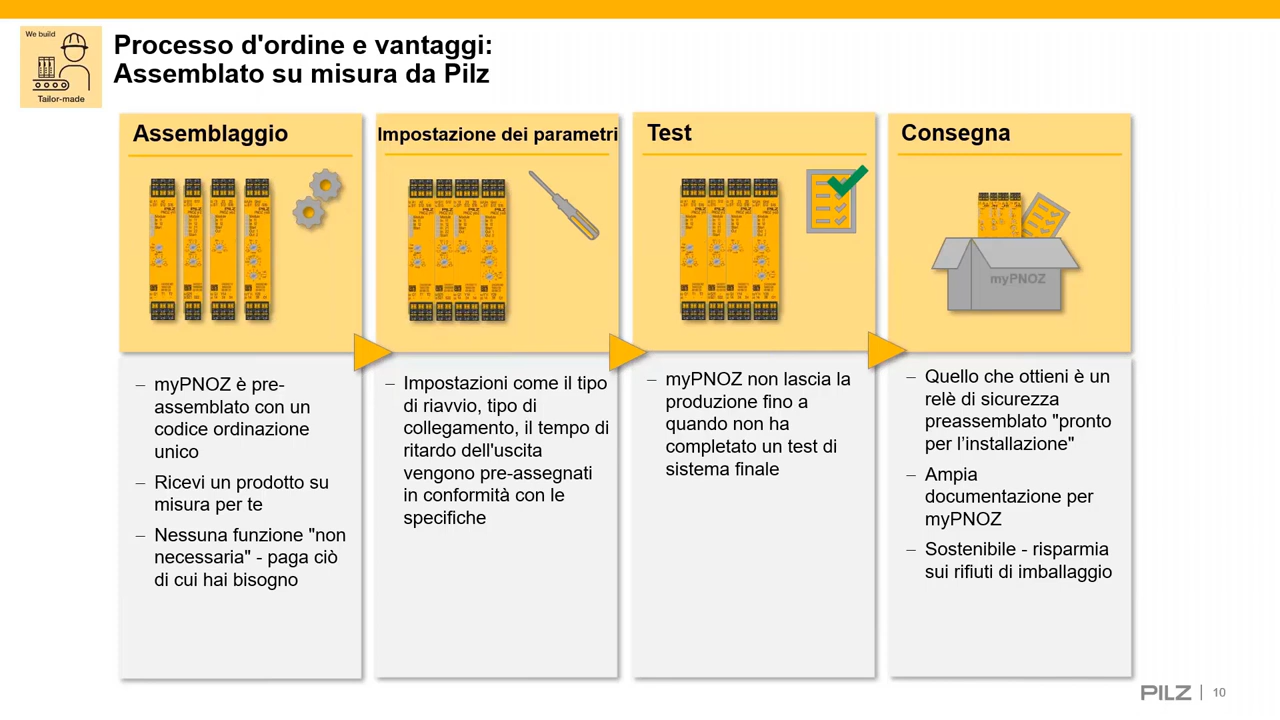 We build
Tailor-made
Processo d'ordine e vantaggi:
Assemblato su misura da Pilz
Assemblaggio
– myPNOZ è pre-
assemblato con un
codice ordinazione
unico
– Ricevi un prodotto su
misura per te
– Nessuna funzione "non
necessaria" - paga ciò
di cui hai bisogno
Impostazione dei parametri
– Impostazioni come il tipo
di riavvio, tipo di
collegamento, il tempo di
ritardo dell'uscita
vengono pre-assegnati
in conformità con le
specifiche
Test
– myPNOZ non lascia la
produzione fino a
quando non ha
completato un test di
sistema finale
Consegna
myPNOZ
– Quello che ottieni è un
relè di sicurezza
preassemblato "pronto
per l’installazione"
– Ampia
documentazione per
myPNOZ
– Sostenibile - risparmia
sui rifiuti di imballaggio
PILZ | 10